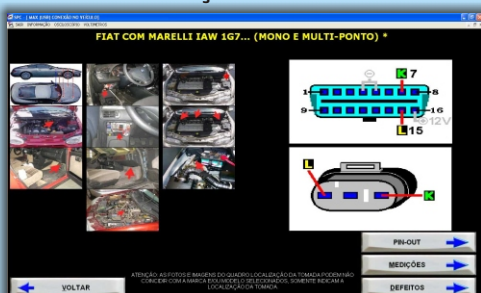 FIAT COM MARELLI IAW 1G7... (MONO E MULTI-PONTO) *
K 7
1
8
9
16
12V
L 15
L
K
PIN-OUT
MEDIÇÕES
DEFEITOS
VOLTAR
ATENÇÃO: AS FOTOS E IMAGENS DO QUADRO LOCALIZAÇÃO DA TOMADA PODEM NÃO
COINCIDIR COM A MARCA E/OU MODELO SELECIONADOS, SOMENTE INDICAM A
LOCALIZAÇÃO DA TOMADA